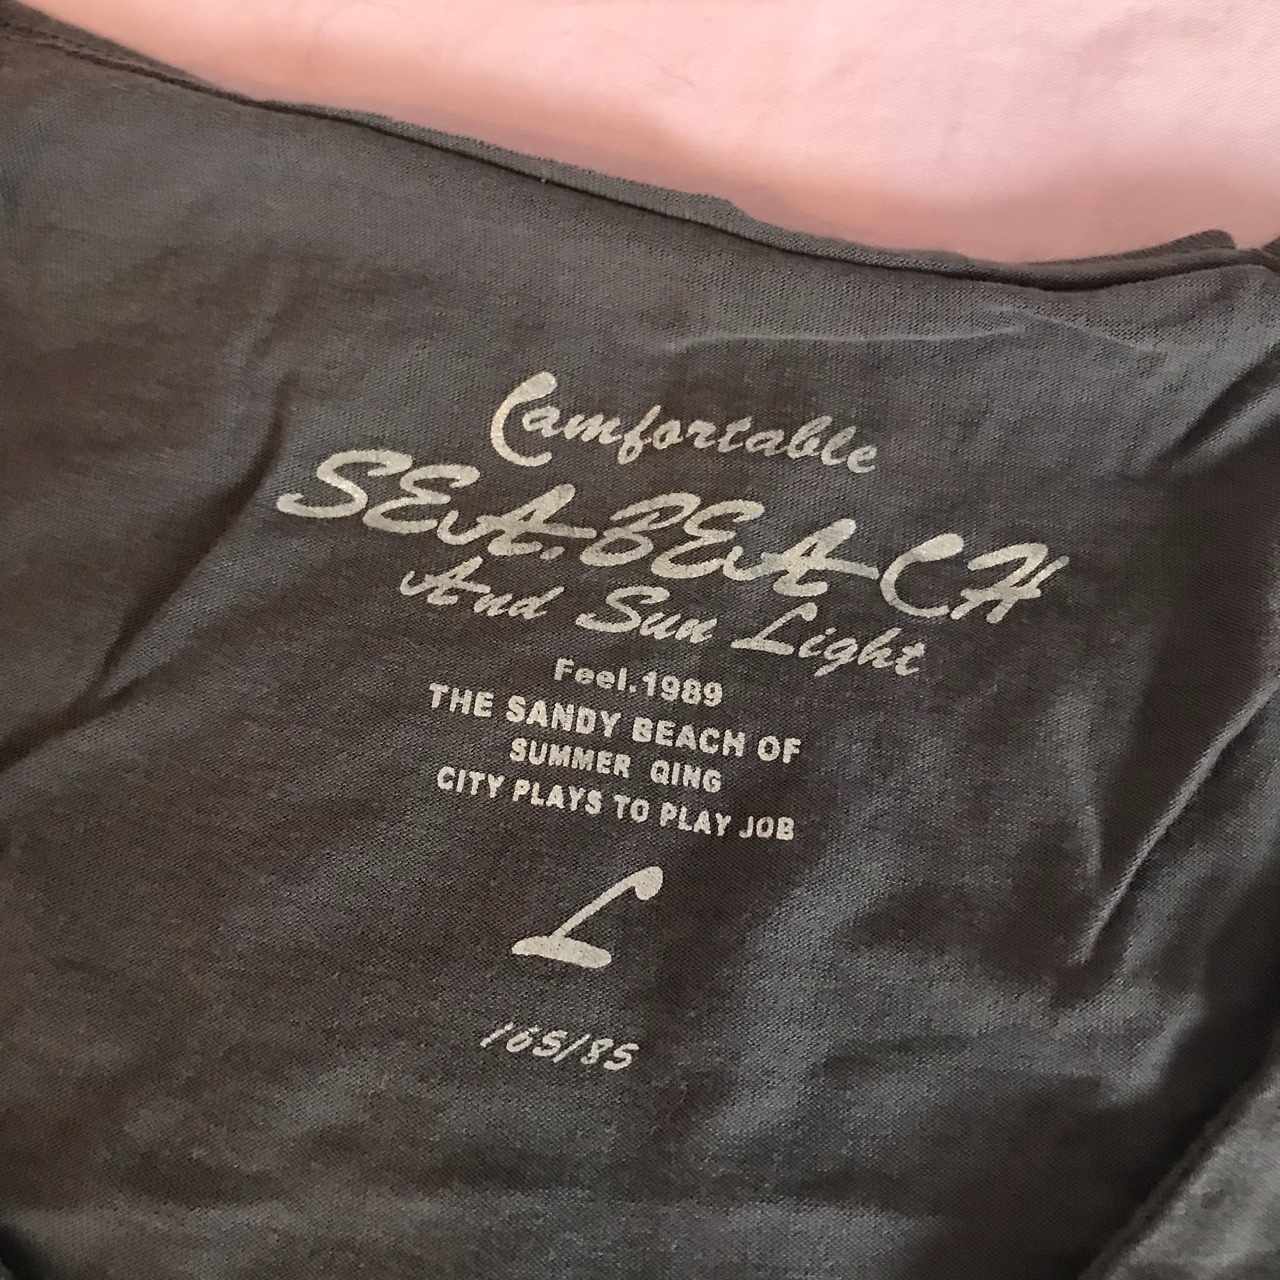 Camfortable
SEA.BEACH
And Sun Light
Feel.1989
THE SANDY BEACH OF
SUMMER QING
CITY PLAYS TO PLAY JOB
L
165/85